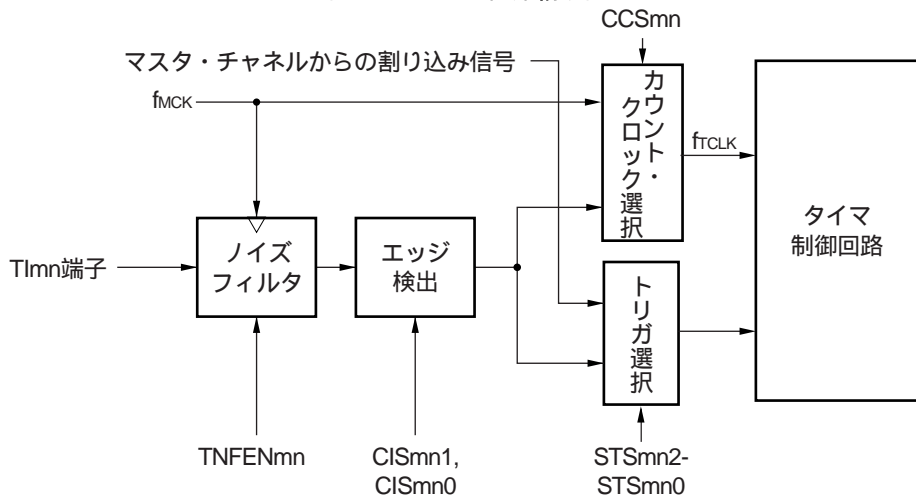 CCSmn
マスタ・チャネルからの割り込み信号
fMCK
カウント・
クロック選択
fTCLK
タイマ
制御回路
TImn端子
ノイズ
フィルタ
エッジ
検出
トリガ選択
TNFENmn
CISmn1,
CISmn0
STSmn2-
STSmn0